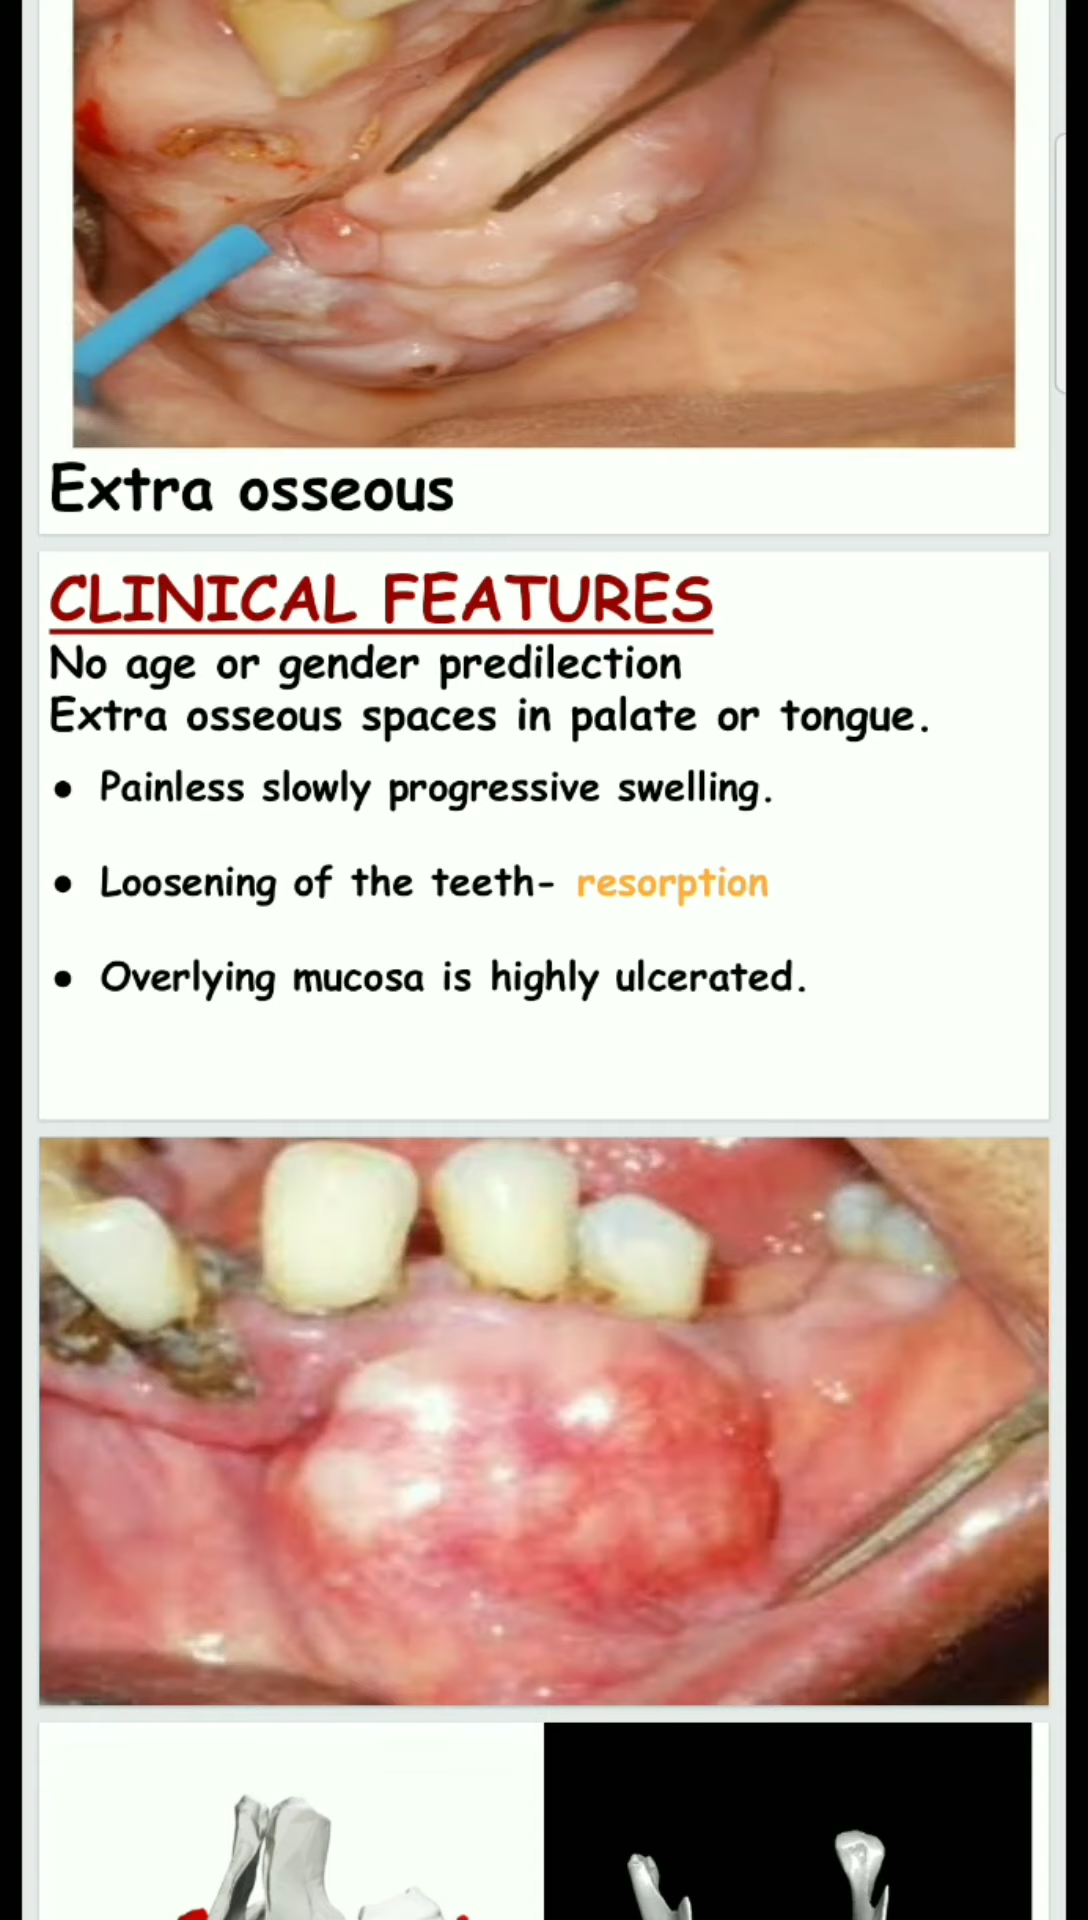 Extra osseous
CLINICAL FEATURES
No age or gender predilection
Extra osseous spaces in palate or tongue.
• Painless slowly progressive swelling.
• Loosening of the teeth- resorption
• Overlying mucosa is highly ulcerated.